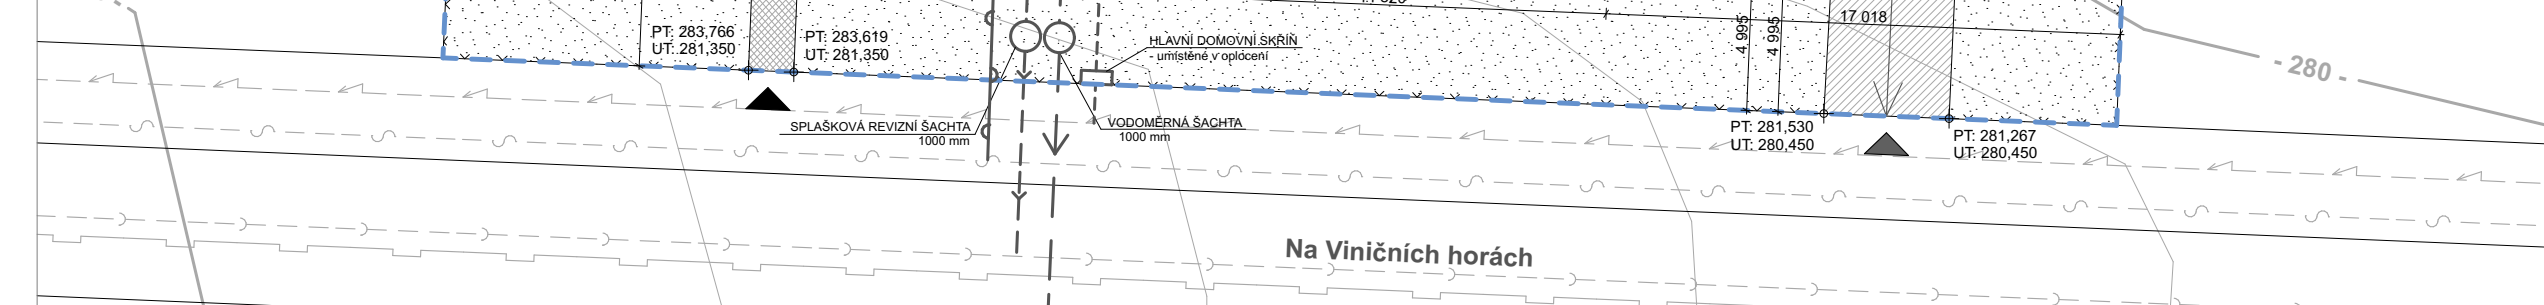 PT: 283,766
UT: 281,350
PT: 283,619
UT: 281,350
HLAVNÍ DOMOVNÍ SKŘÍŇ
- umístěné v oplocení
4 995
4 995
17 018
- 280 -
SPLAŠKOVÁ REVIZNÍ ŠACHTA
1000 mm
VODOMĚRNÁ ŠACHTA
1000 mm
PT: 281,530
UT: 280,450
PT: 281,267
UT: 280,450
Na Viničních horách